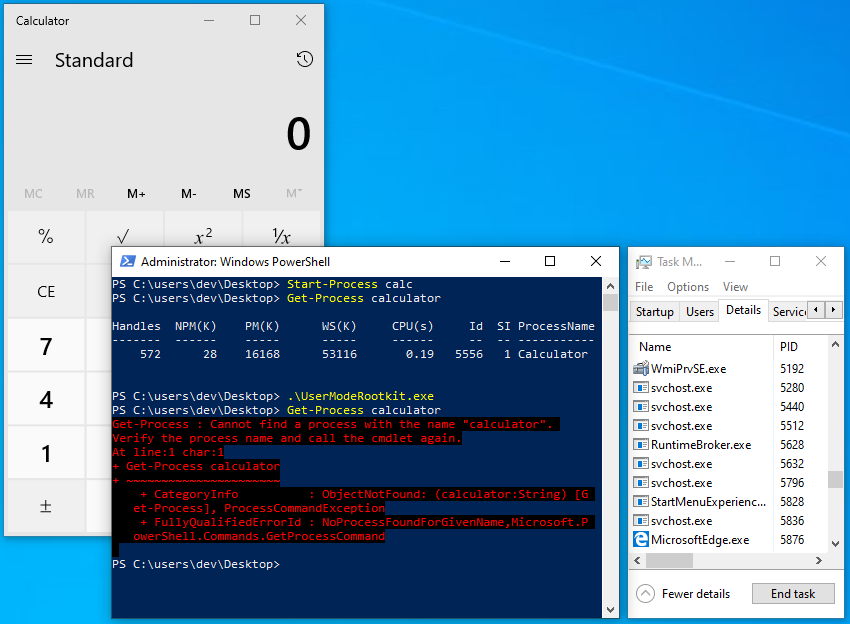 Calculator
Standard
0
MC MR M+ M- MS M˅
% √ x² ¹/x
CE
7
4
1
±
Administrator: Windows PowerShell
PS C:\users\dev\Desktop> Start-Process calc
PS C:\users\dev\Desktop> Get-Process calculator
Handles NPM(K) PM(K) WS(K) CPU(s) Id SI ProcessName
------- ------ ----- ----- ------ -- -- -----------
572 28 16168 53116 0.19 5556 1 Calculator
PS C:\users\dev\Desktop> .\UserModeRootkit.exe
PS C:\users\dev\Desktop> Get-Process calculator
Get-Process : Cannot find a process with the name "calculator".
Verify the process name and call the cmdlet again.
At line:1 char:1
+ Get-Process calculator
+ ~~~~~~~~~~~~~~~~~~~~~~
+ CategoryInfo : ObjectNotFound: (calculator:String) [G
et-Process], ProcessCommandException
+ FullyQualifiedErrorId : NoProcessFoundForGivenName,Microsoft.P
owerShell.Commands.GetProcessCommand
PS C:\users\dev\Desktop>
Task M...
File Options View
Startup Users Details Servic
Name PID
WmiPrvSE.exe 5192
svchost.exe 5280
svchost.exe 5440
svchost.exe 5512
RuntimeBroker.exe 5628
svchost.exe 5632
svchost.exe 5796
StartMenuExperienc... 5828
svchost.exe 5836
MicrosoftEdge.exe 5876
Fewer details End task